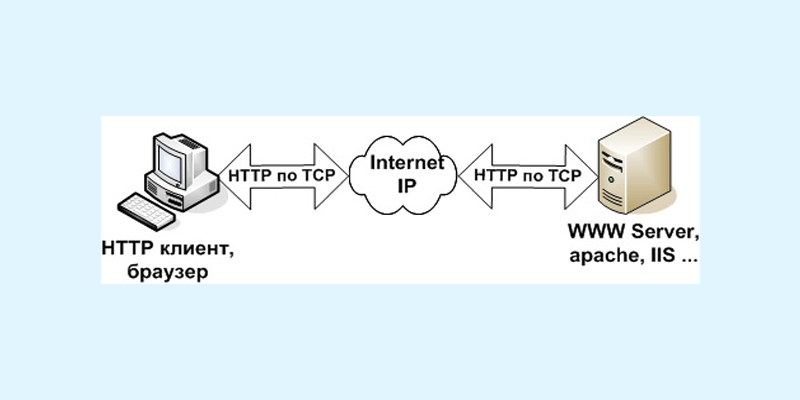 HTTP по TCP
Internet
IP
HTTP по TCP
HTTP клиент,
браузер
WWW Server,
apache, IIS ...